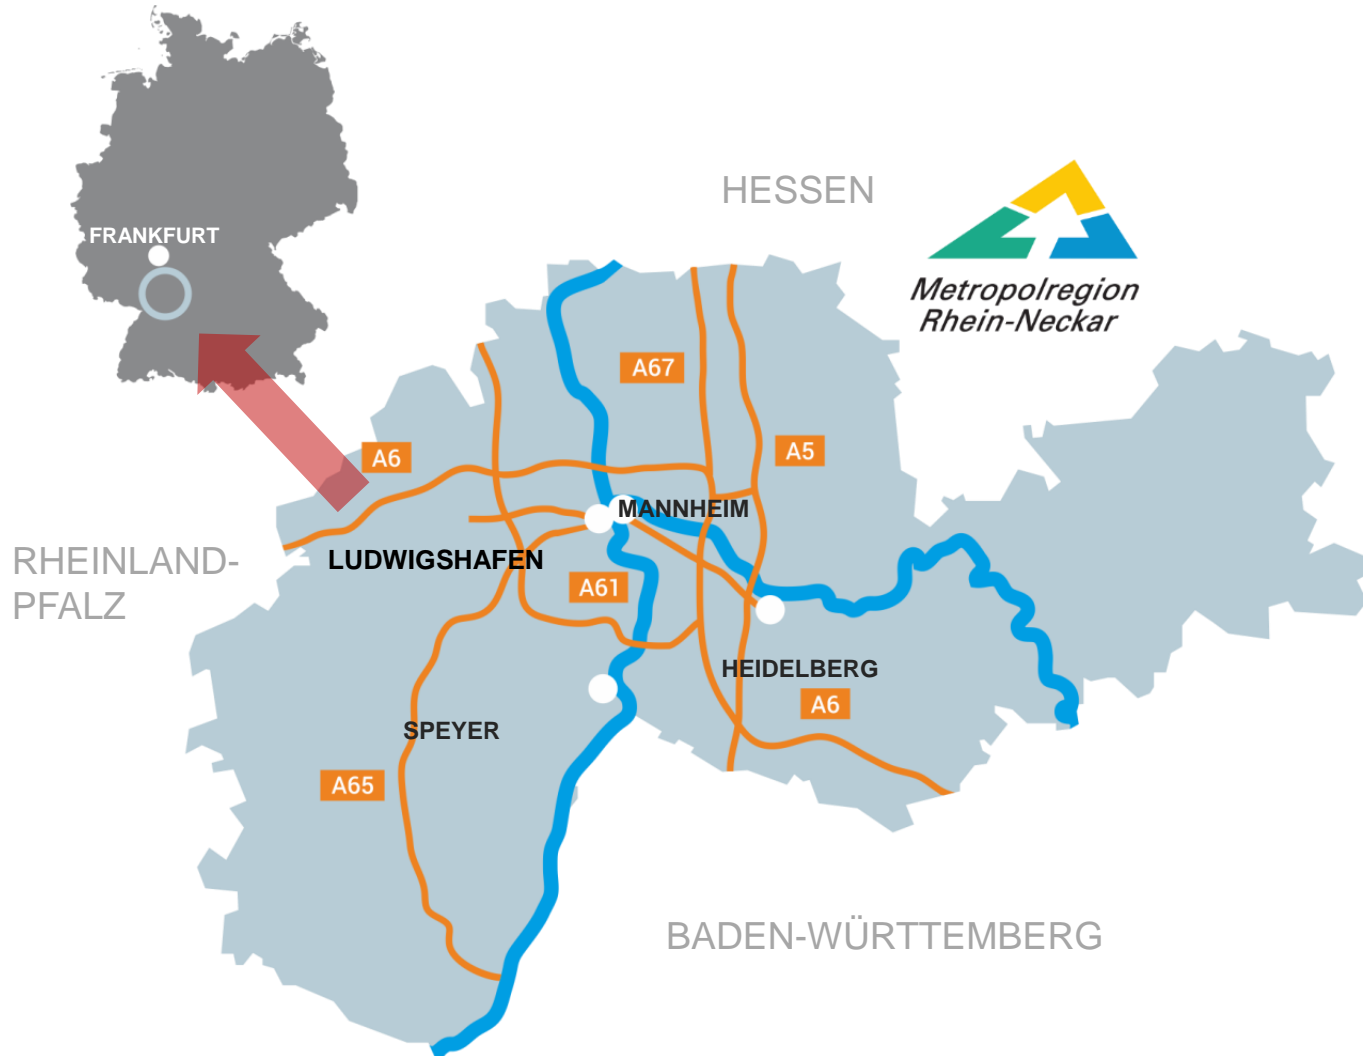 FRANKFURT
HESSEN
Metropolregion
Rhein-Neckar
A67
A6
A5
MANNHEIM
RHEINLAND-
PFALZ
LUDWIGSHAFEN
A61
HEIDELBERG
A6
SPEYER
A65
BADEN-WÜRTTEMBERG